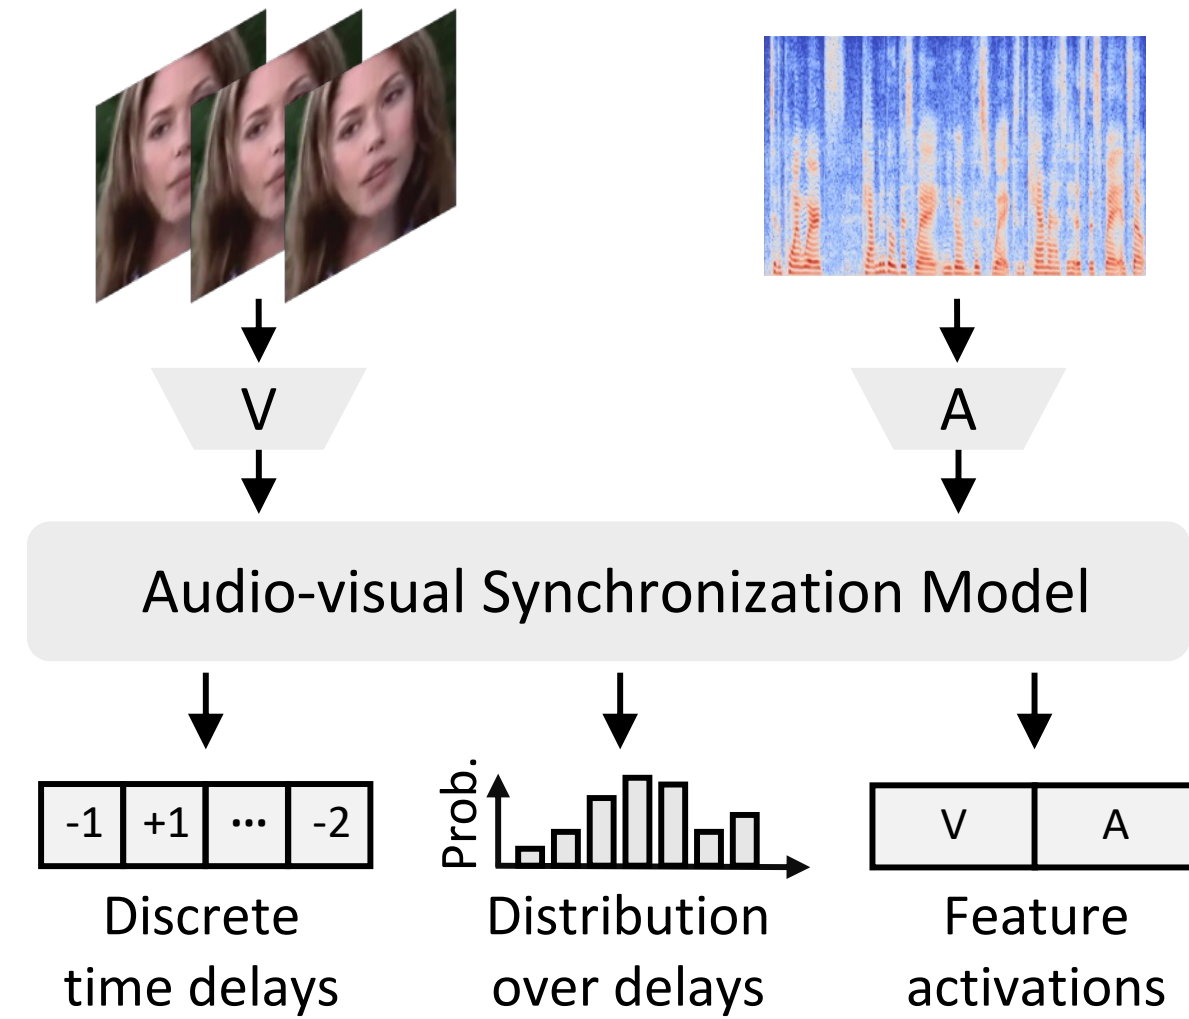 V
A
Audio-visual Synchronization Model
-1 +1 ... -2
Prob.
V A
Discrete
time delays
Distribution
over delays
Feature
activations